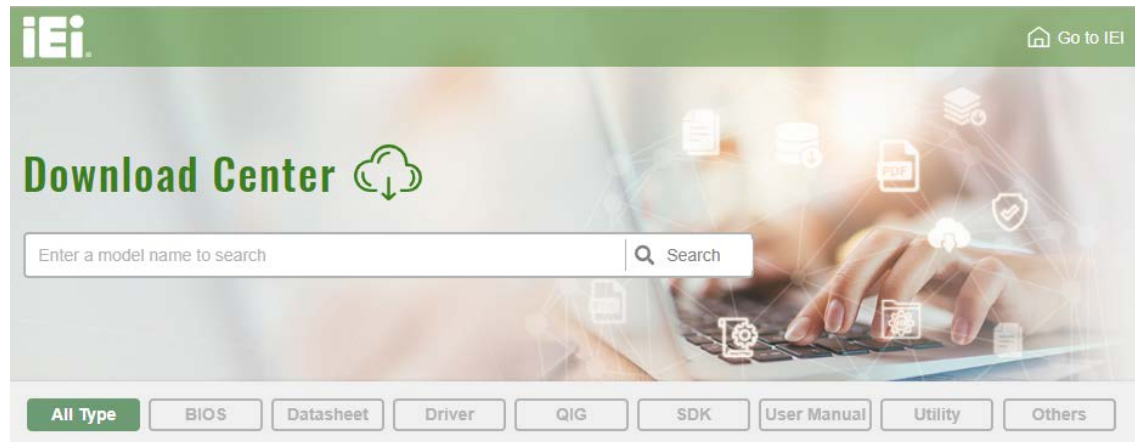 iEi.
Go to IEI
Download Center
PDF
Enter a model name to search
Search
PDF
All Type
BIOS
Datasheet
Driver
QIG
SDK
User Manual
Utility
Others